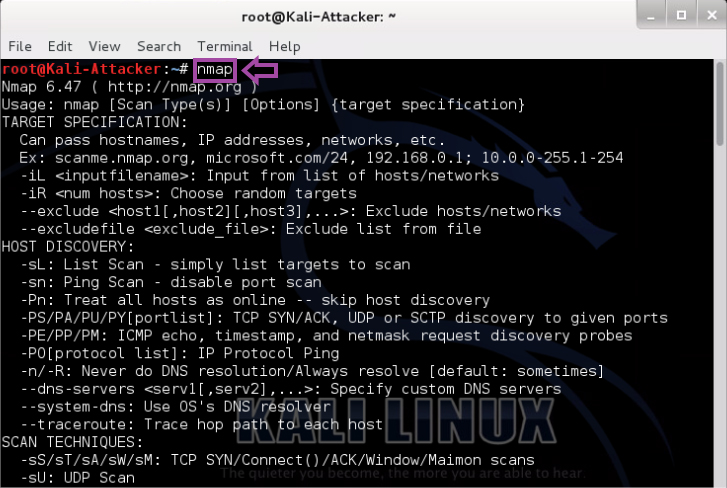 root@Kali-Attacker: ~
File Edit View Search Terminal Help
root@Kali-Attacker:~# nmap
Nmap 6.47 ( http://nmap.org )
Usage: nmap [Scan Type(s)] [Options] {target specification}
TARGET SPECIFICATION:
  Can pass hostnames, IP addresses, networks, etc.
  Ex: scanme.nmap.org, microsoft.com/24, 192.168.0.1; 10.0.0-255.1-254
  -iL <inputfilename>: Input from list of hosts/networks
  -iR <num hosts>: Choose random targets
  --exclude <host1[,host2][,host3],...>: Exclude hosts/networks
  --excludefile <exclude_file>: Exclude list from file
HOST DISCOVERY:
  -sL: List Scan - simply list targets to scan
  -sn: Ping Scan - disable port scan
  -Pn: Treat all hosts as online -- skip host discovery
  -PS/PA/PU/PY[portlist]: TCP SYN/ACK, UDP or SCTP discovery to given ports
  -PE/PP/PM: ICMP echo, timestamp, and netmask request discovery probes
  -PO[protocol list]: IP Protocol Ping
  -n/-R: Never do DNS resolution/Always resolve [default: sometimes]
  --dns-servers <serv1[,serv2],...>: Specify custom DNS servers
  --system-dns: Use OS's DNS resolver
  --traceroute: Trace hop path to each host
KALI LINUX
SCAN TECHNIQUES:
  -sS/sT/sA/sW/sM: TCP SYN/Connect()/ACK/Window/Maimon scans
The quieter you become, the more you are able to hear.
  -sU: UDP Scan